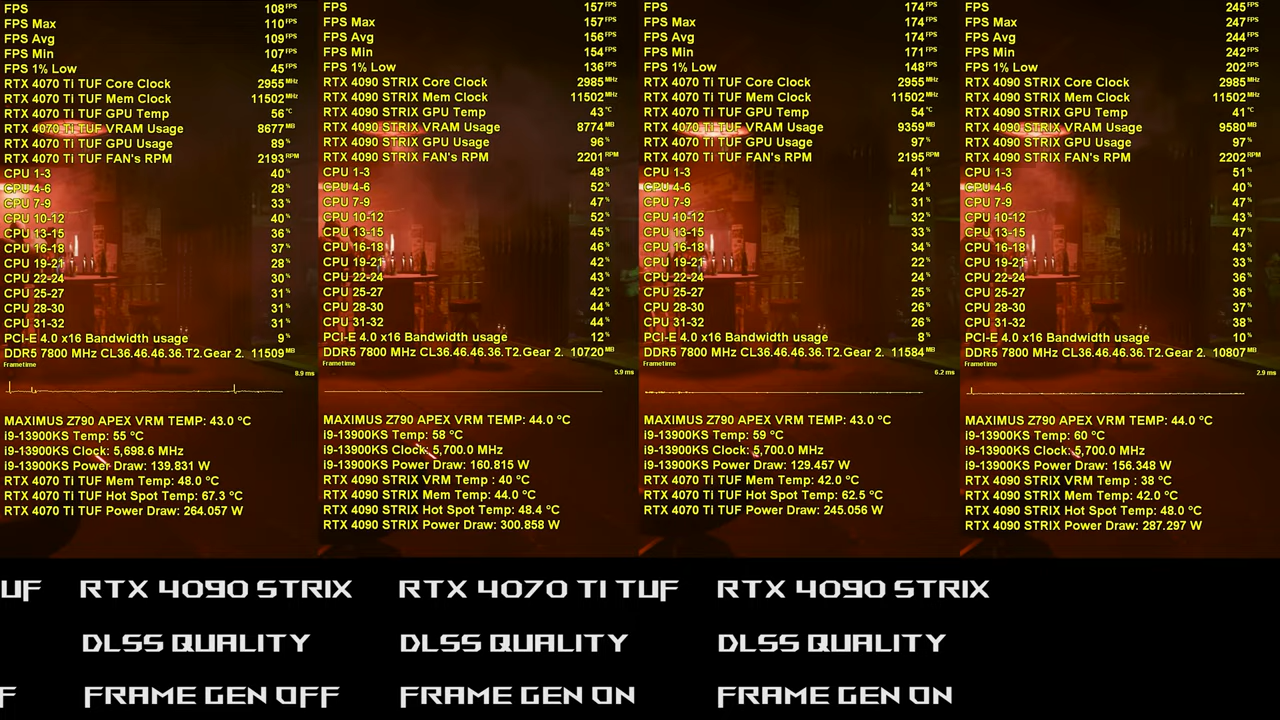 FPS 108 FPS
FPS Max 110 FPS
FPS Avg 109 FPS
FPS Min 107 FPS
FPS 1% Low 45 FPS
RTX 4070 Ti TUF Core Clock 2955 MHz
RTX 4070 Ti TUF Mem Clock 11502 MHz
RTX 4070 Ti TUF GPU Temp 56 °C
RTX 4070 Ti TUF VRAM Usage 8677 MB
RTX 4070 Ti TUF GPU Usage 89 %
RTX 4070 Ti TUF FAN's RPM 2193 RPM
CPU 1-3 40 %
CPU 4-6 28 %
CPU 7-9 33 %
CPU 10-12 40 %
CPU 13-15 36 %
CPU 16-18 37 %
CPU 19-21 28 %
CPU 22-24 30 %
CPU 25-27 31 %
CPU 28-30 31 %
CPU 31-32 31 %
PCI-E 4.0 x16 Bandwidth usage 9 %
DDR5 7800 MHz CL36.46.46.36.T2.Gear 2. 11509 MB
Frametime
8.9 ms
MAXIMUS Z790 APEX VRM TEMP: 43.0 ºC
i9-13900KS Temp: 55 ºC
i9-13900KS Clock: 5,698.6 MHz
i9-13900KS Power Draw: 139.831 W
RTX 4070 Ti TUF Mem Temp: 48.0 ºC
RTX 4070 Ti TUF Hot Spot Temp: 67.3 ºC
RTX 4070 Ti TUF Power Draw: 264.057 W
FPS 157 FPS
FPS Max 157 FPS
FPS Avg 156 FPS
FPS Min 154 FPS
FPS 1% Low 136 FPS
RTX 4090 STRIX Core Clock 2985 MHz
RTX 4090 STRIX Mem Clock 11502 MHz
RTX 4090 STRIX GPU Temp 43 °C
RTX 4090 STRIX VRAM Usage 8774 MB
RTX 4090 STRIX GPU Usage 96 %
RTX 4090 STRIX FAN's RPM 2201 RPM
CPU 1-3 48 %
CPU 4-6 52 %
CPU 7-9 47 %
CPU 10-12 52 %
CPU 13-15 45 %
CPU 16-18 46 %
CPU 19-21 42 %
CPU 22-24 43 %
CPU 25-27 42 %
CPU 28-30 44 %
CPU 31-32 44 %
PCI-E 4.0 x16 Bandwidth usage 12 %
DDR5 7800 MHz CL36.46.46.36.T2.Gear 2. 10720 MB
Frametime
5.9 ms
MAXIMUS Z790 APEX VRM TEMP: 44.0 ºC
i9-13900KS Temp: 58 ºC
i9-13900KS Clock: 5,700.0 MHz
i9-13900KS Power Draw: 160.815 W
RTX 4090 STRIX VRM Temp : 40 ºC
RTX 4090 STRIX Mem Temp: 44.0 ºC
RTX 4090 STRIX Hot Spot Temp: 48.4 ºC
RTX 4090 STRIX Power Draw: 300.858 W
FPS 174 FPS
FPS Max 174 FPS
FPS Avg 174 FPS
FPS Min 171 FPS
FPS 1% Low 148 FPS
RTX 4070 Ti TUF Core Clock 2955 MHz
RTX 4070 Ti TUF Mem Clock 11502 MHz
RTX 4070 Ti TUF GPU Temp 54 °C
RTX 4070 Ti TUF VRAM Usage 9359 MB
RTX 4070 Ti TUF GPU Usage 97 %
RTX 4070 Ti TUF FAN's RPM 2195 RPM
CPU 1-3 41 %
CPU 4-6 24 %
CPU 7-9 31 %
CPU 10-12 32 %
CPU 13-15 33 %
CPU 16-18 34 %
CPU 19-21 22 %
CPU 22-24 24 %
CPU 25-27 25 %
CPU 28-30 26 %
CPU 31-32 26 %
PCI-E 4.0 x16 Bandwidth usage 8 %
DDR5 7800 MHz CL36.46.46.36.T2.Gear 2. 11584 MB
Frametime
6.2 ms
MAXIMUS Z790 APEX VRM TEMP: 43.0 ºC
i9-13900KS Temp: 59 ºC
i9-13900KS Clock: 5,700.0 MHz
i9-13900KS Power Draw: 129.457 W
RTX 4070 Ti TUF Mem Temp: 42.0 ºC
RTX 4070 Ti TUF Hot Spot Temp: 62.5 ºC
RTX 4070 Ti TUF Power Draw: 245.056 W
FPS 245 FPS
FPS Max 247 FPS
FPS Avg 244 FPS
FPS Min 242 FPS
FPS 1% Low 202 FPS
RTX 4090 STRIX Core Clock 2985 MHz
RTX 4090 STRIX Mem Clock 11502 MHz
RTX 4090 STRIX GPU Temp 41 °C
RTX 4090 STRIX VRAM Usage 9580 MB
RTX 4090 STRIX GPU Usage 97 %
RTX 4090 STRIX FAN's RPM 2202 RPM
CPU 1-3 51 %
CPU 4-6 40 %
CPU 7-9 47 %
CPU 10-12 43 %
CPU 13-15 47 %
CPU 16-18 43 %
CPU 19-21 33 %
CPU 22-24 36 %
CPU 25-27 36 %
CPU 28-30 37 %
CPU 31-32 38 %
PCI-E 4.0 x16 Bandwidth usage 10 %
DDR5 7800 MHz CL36.46.46.36.T2.Gear 2. 10807 MB
Frametime
2.9 ms
MAXIMUS Z790 APEX VRM TEMP: 44.0 ºC
i9-13900KS Temp: 60 ºC
i9-13900KS Clock: 5,700.0 MHz
i9-13900KS Power Draw: 156.348 W
RTX 4090 STRIX VRM Temp : 38 ºC
RTX 4090 STRIX Mem Temp: 42.0 ºC
RTX 4090 STRIX Hot Spot Temp: 48.0 ºC
RTX 4090 STRIX Power Draw: 287.297 W
UF RTX 4090 STRIX RTX 4070 TI TUF RTX 4090 STRIX
DLSS QUALITY DLSS QUALITY DLSS QUALITY
F FRAME GEN OFF FRAME GEN ON FRAME GEN ON